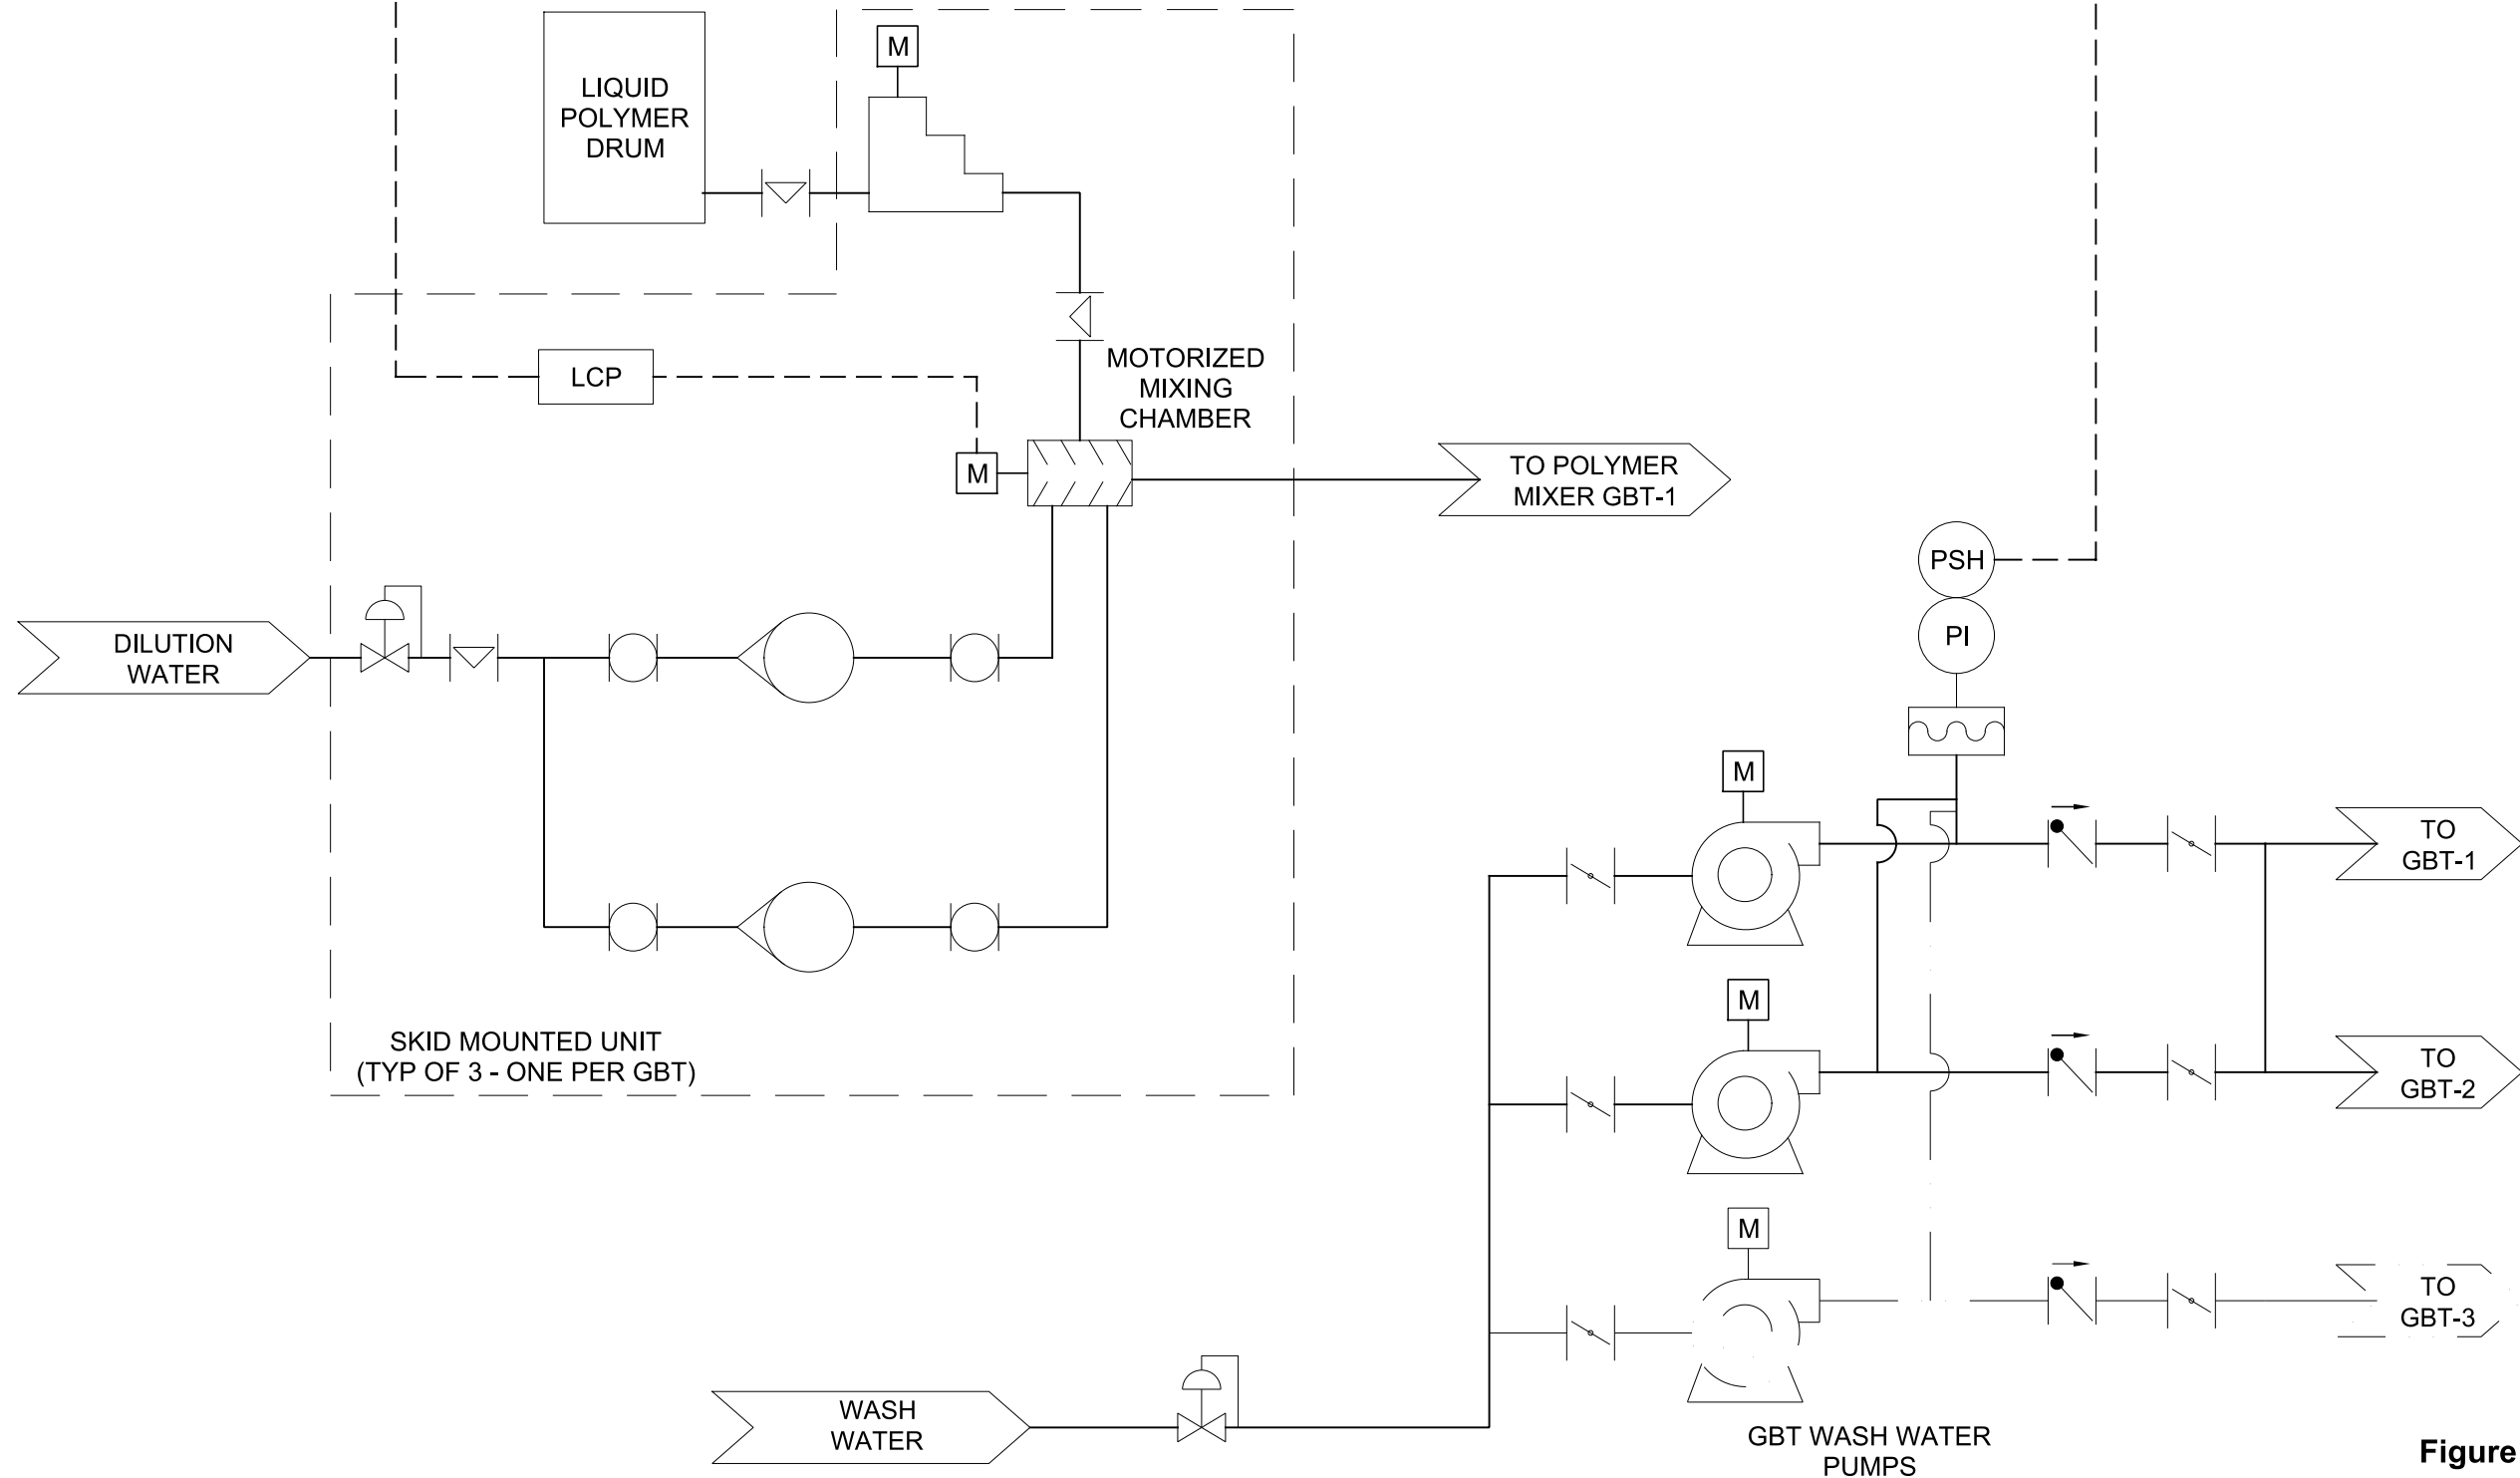 M
LIQUID
POLYMER
DRUM
MOTORIZED
MIXING
CHAMBER
LCP
M
TO POLYMER
MIXER GBT-1
PSH
PI
DILUTION
WATER
M
TO
GBT-1
M
SKID MOUNTED UNIT
(TYP OF 3 - ONE PER GBT)
TO
GBT-2
M
TO
GBT-3
WASH
WATER
GBT WASH WATER
PUMPS
Figure